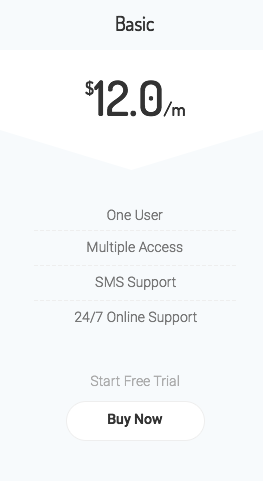 Basic
$12.0/m
One User
Multiple Access
SMS Support
24/7 Online Support
Start Free Trial
Buy Now